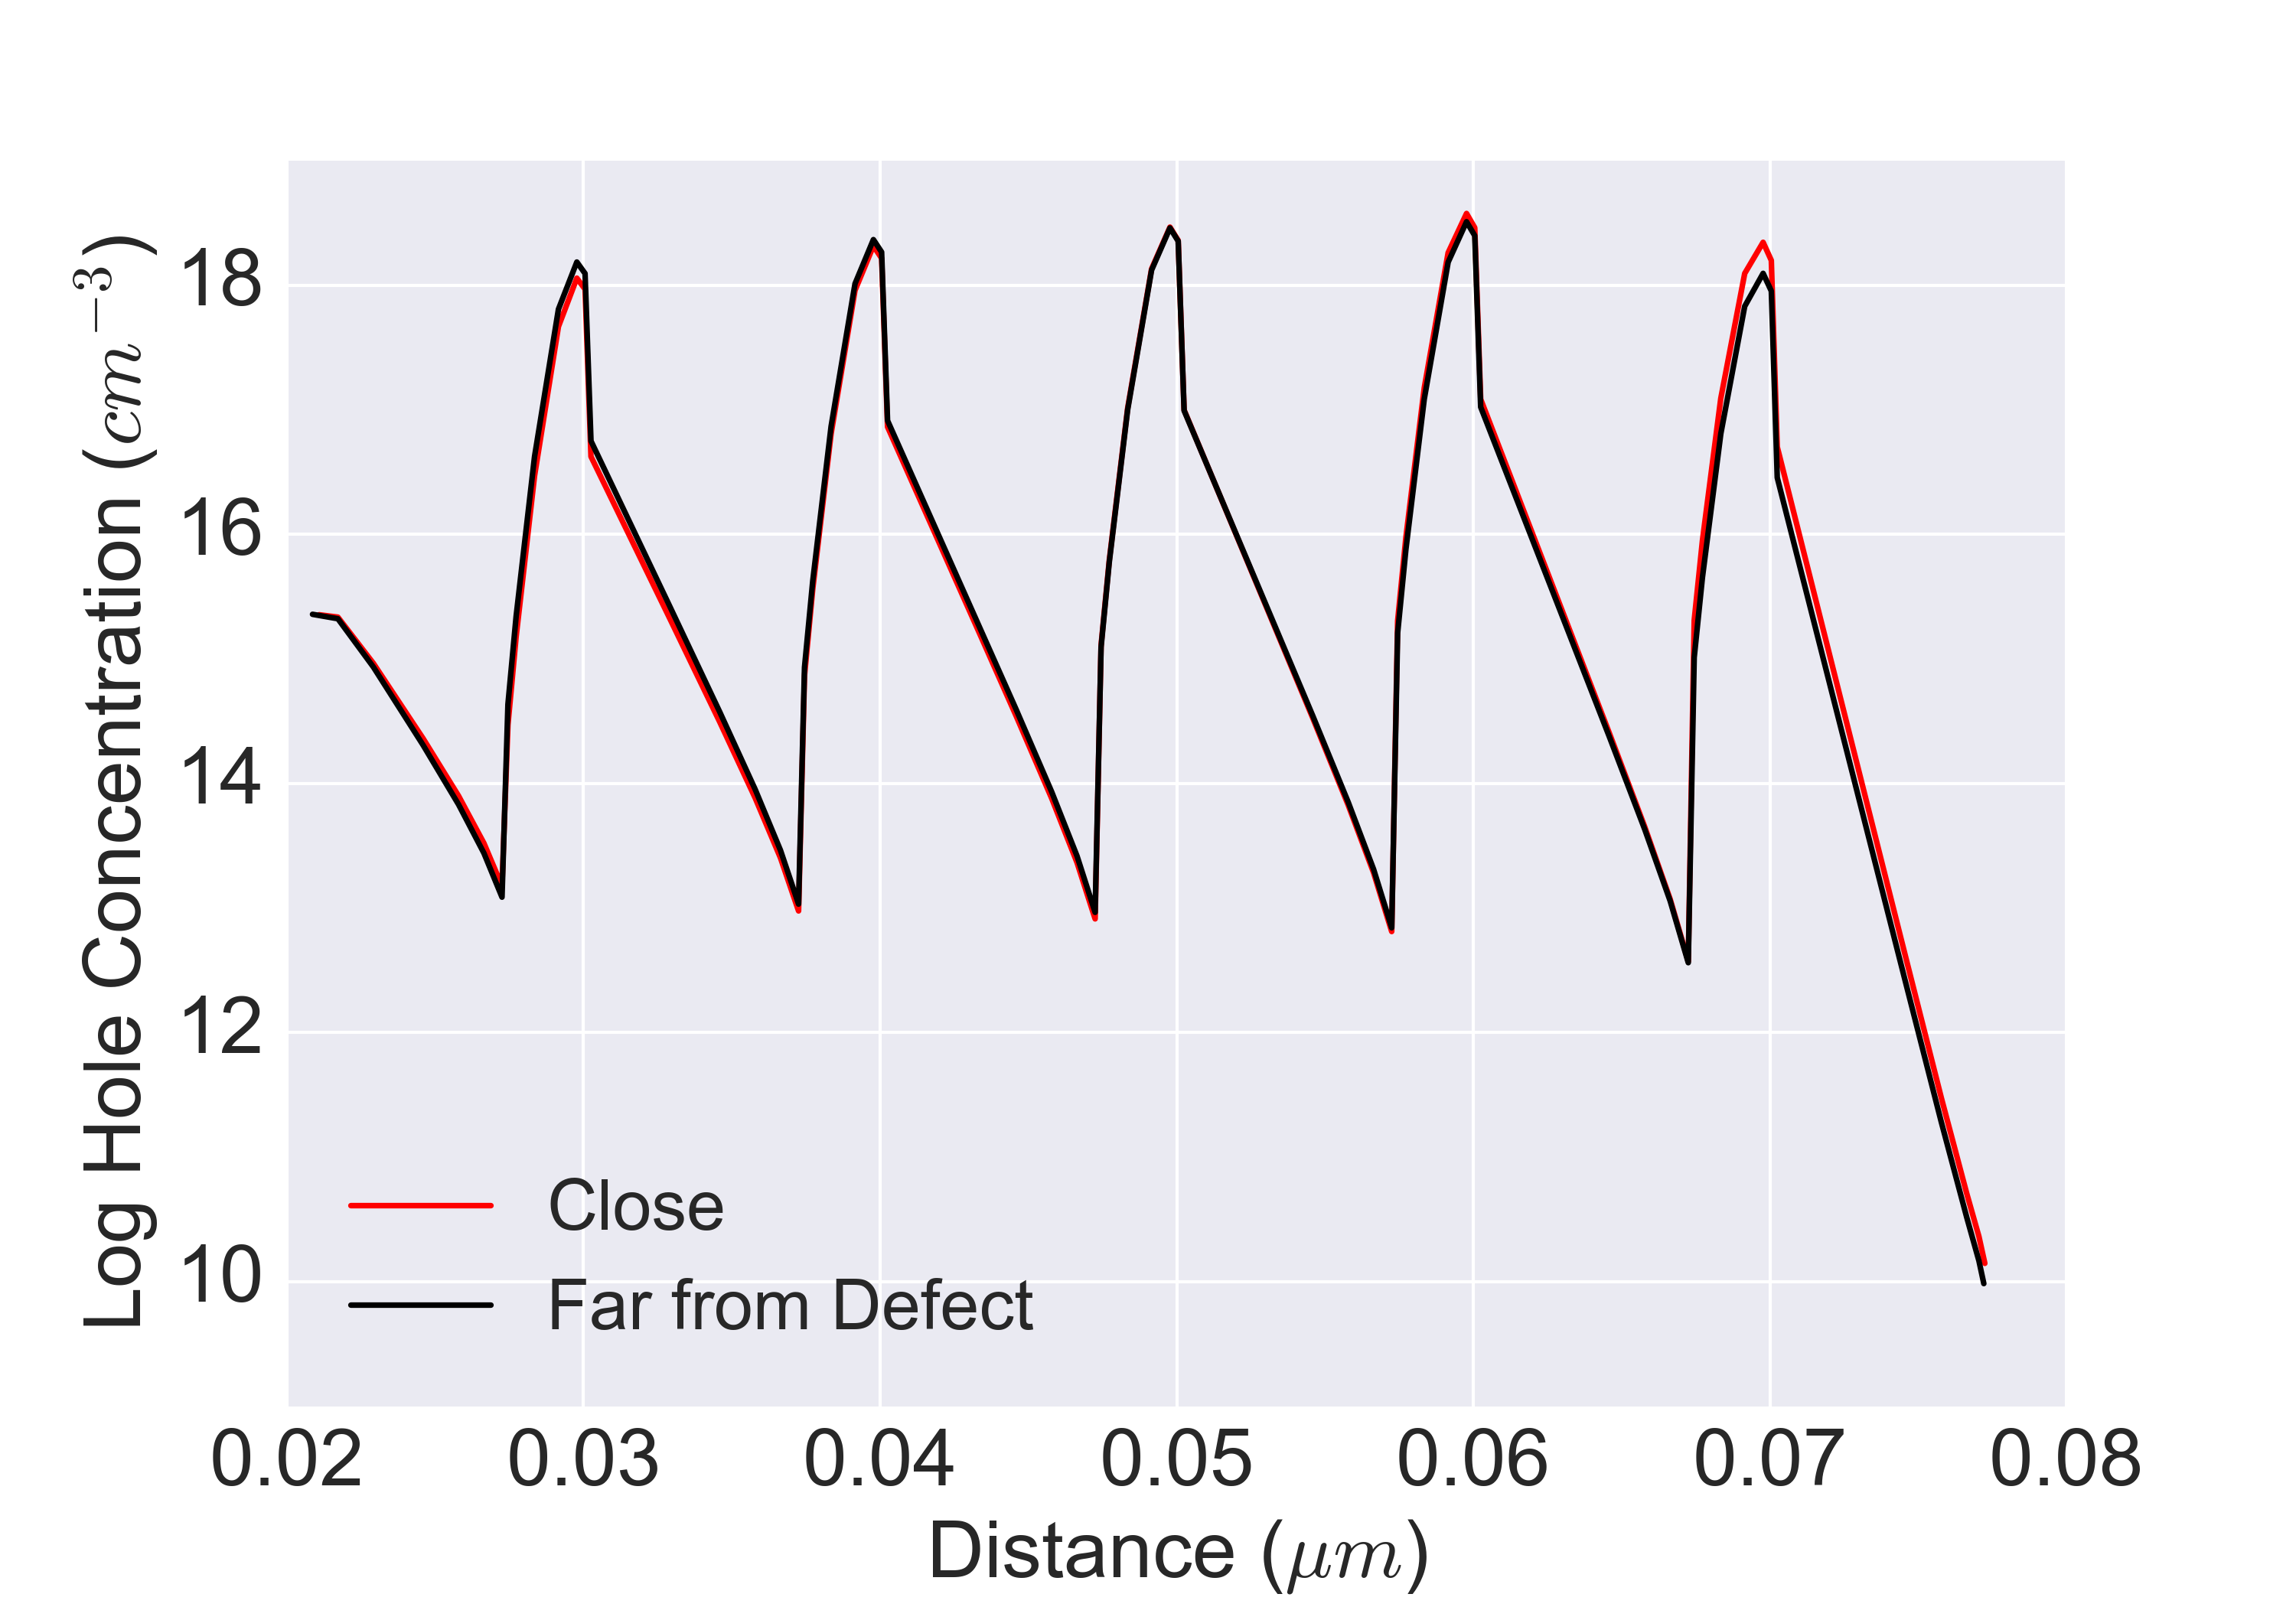 Log Hole Concentration (cm⁻³)
18
16
14
12
10
Close
Far from Defect
0.02 0.03 0.04 0.05 0.06 0.07 0.08
Distance (μm)